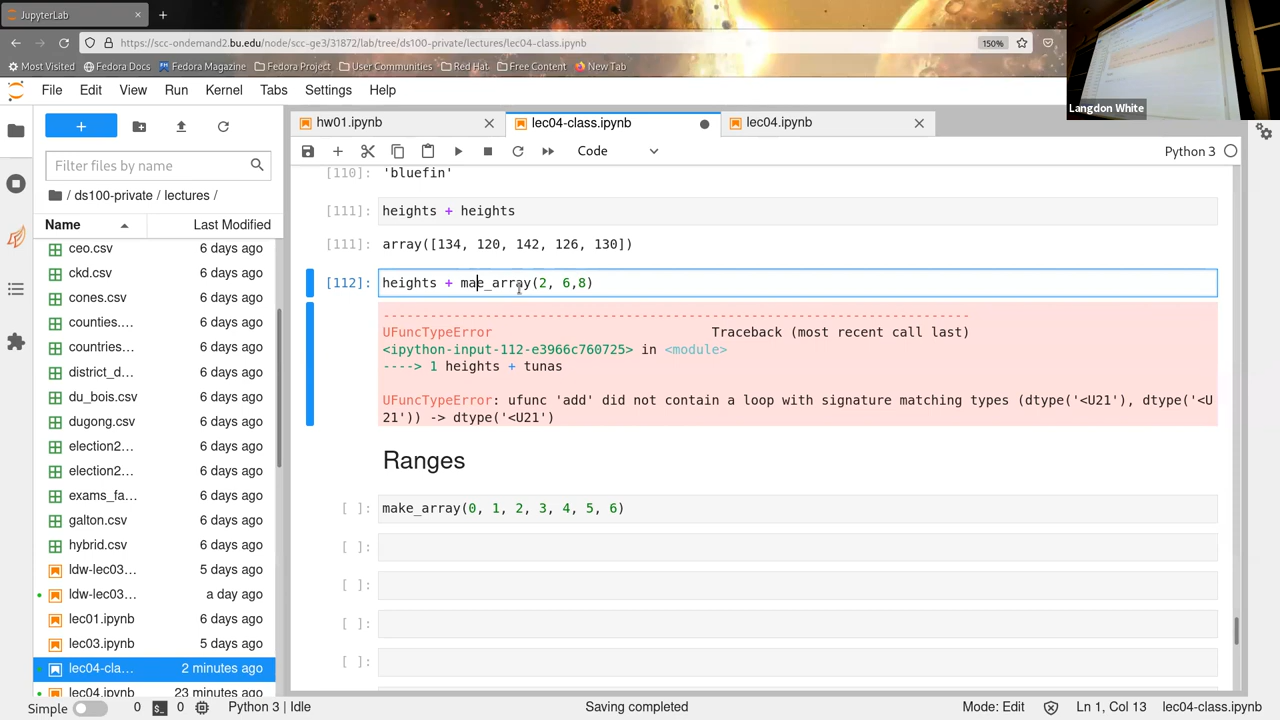 JupyterLab
https://scc-ondemand2.bu.edu/node/scc-ge3/31872/lab/tree/ds100-private/lectures/lec04-class.ipynb
150%
Most Visited
Fedora Docs
Fedora Magazine
Fedora Project
User Communities
Red Hat
Free Content
New Tab
Langdon White
File Edit View Run Kernel Tabs Settings Help
Filter files by name
/ ds100-private / lectures /
Name Last Modified
ceo.csv 6 days ago
ckd.csv 6 days ago
cones.csv 6 days ago
counties.… 6 days ago
countries… 6 days ago
district_d… 6 days ago
du_bois.csv 6 days ago
dugong.csv 6 days ago
election2… 6 days ago
election2… 6 days ago
exams_fa… 6 days ago
galton.csv 6 days ago
hybrid.csv 6 days ago
ldw-lec03… 5 days ago
ldw-lec03… a day ago
lec01.ipynb 6 days ago
lec03.ipynb 5 days ago
lec04-cla… 2 minutes ago
lec04.ipynb 23 minutes ago
hw01.ipynb
lec04-class.ipynb
lec04.ipynb
Code
Python 3
[110]: 'bluefin'
[111]: heights + heights
[111]: array([134, 120, 142, 126, 130])
[112]: heights + mae_array(2, 6,8)
---------------------------------------------------------------------------
UFuncTypeError Traceback (most recent call last)
<ipython-input-112-e3966c760725> in <module>
----> 1 heights + tunas
UFuncTypeError: ufunc 'add' did not contain a loop with signature matching types (dtype('<U21'), dtype('<U
21')) -> dtype('<U21')
Ranges
[ ]: make_array(0, 1, 2, 3, 4, 5, 6)
[ ]:
[ ]:
[ ]:
[ ]:
Simple 0 $_ 0 Python 3 | Idle Saving completed Mode: Edit Ln 1, Col 13 lec04-class.ipynb